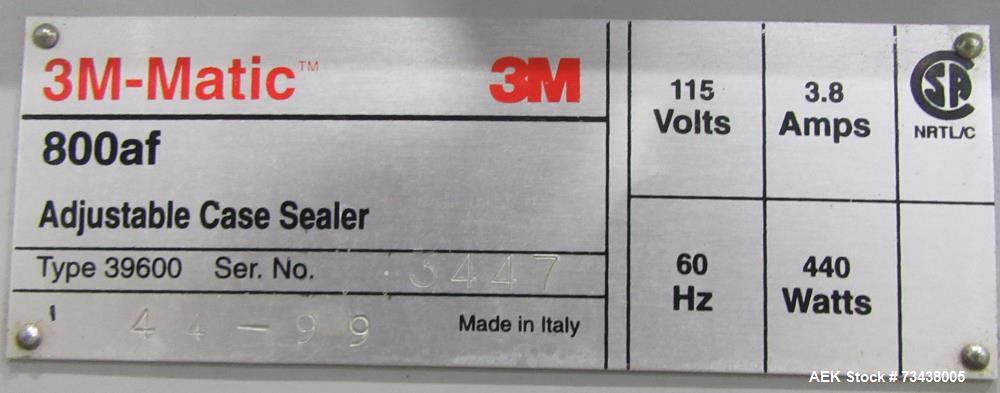 3M-Matic™ 3M
800af
Adjustable Case Sealer
Type 39600 Ser. No. 3447
44-99 Made in Italy
115
Volts
3.8
Amps
60
Hz
440
Watts
SA
NRTL/C
AEK Stock # 73438005